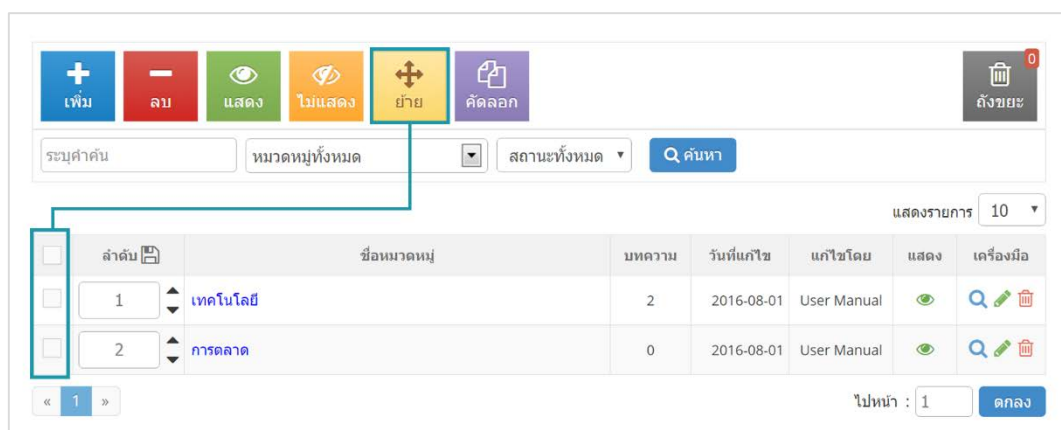 0
เพิ่ม ลบ แสดง ไม่แสดง ย้าย คัดลอก ถังขยะ
ระบุคำค้น หมวดหมู่ทั้งหมด สถานะทั้งหมด ค้นหา
แสดงรายการ 10
ลำดับ ชื่อหมวดหมู่ บทความ วันที่แก้ไข แก้ไขโดย แสดง เครื่องมือ
1 เทคโนโลยี 2 2016-08-01 User Manual
2 การตลาด 0 2016-08-01 User Manual
« 1 » ไปหน้า : 1 ตกลง